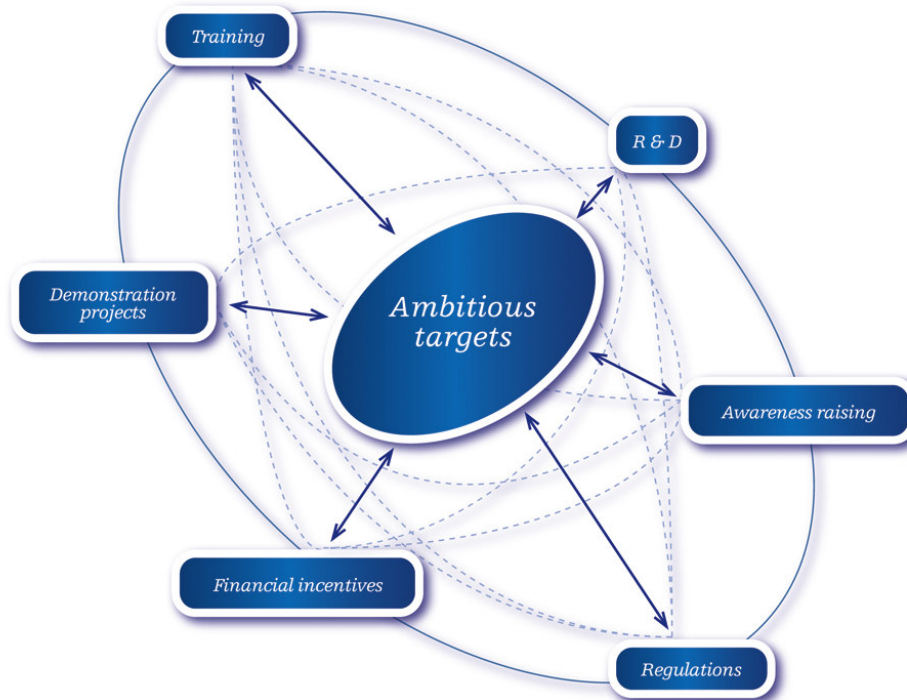 Training
R & D
Demonstration
projects
Ambitious
targets
Awareness raising
Financial incentives
Regulations